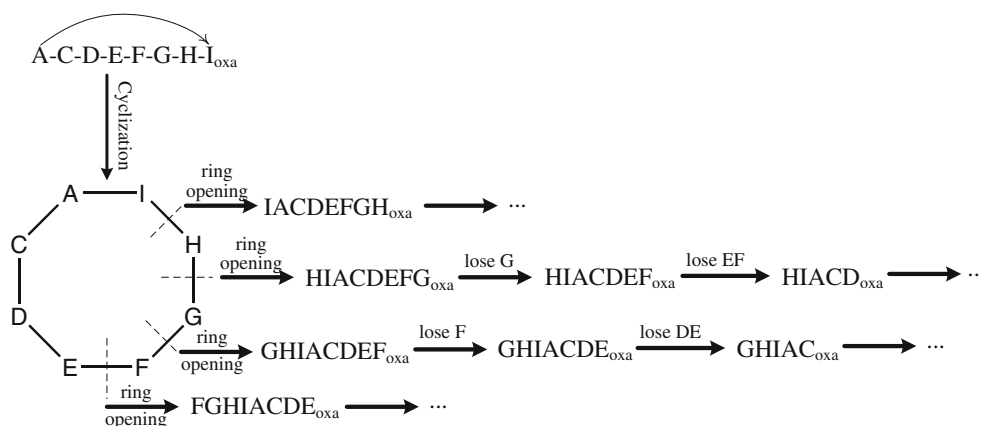 A-C-D-E-F-G-H-Ioxa
Cyclization
A I
C H
D G
E F
ring
opening
IACDEFGHoxa ...
ring
opening
HIACDEFGoxa lose G HIACDEFoxa lose EF HIACDoxa ..
ring
opening
GHIACDEFoxa lose F GHIACDEoxa lose DE GHIACoxa ...
ring
opening
FGHIACDEoxa ...